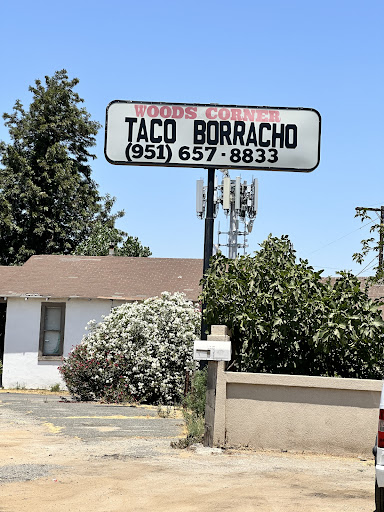 WOODS CORNER
TACO BORRACHO
(951) 657-8833